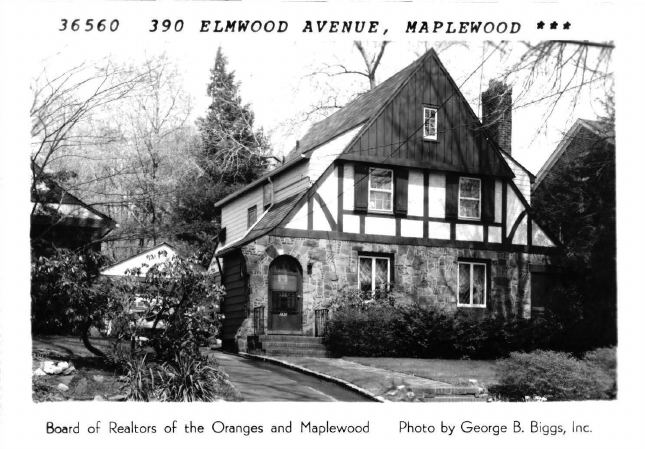 36560 390 ELMWOOD AVENUE, MAPLEWOOD ***
Board of Realtors of the Oranges and Maplewood Photo by George B. Biggs, Inc.